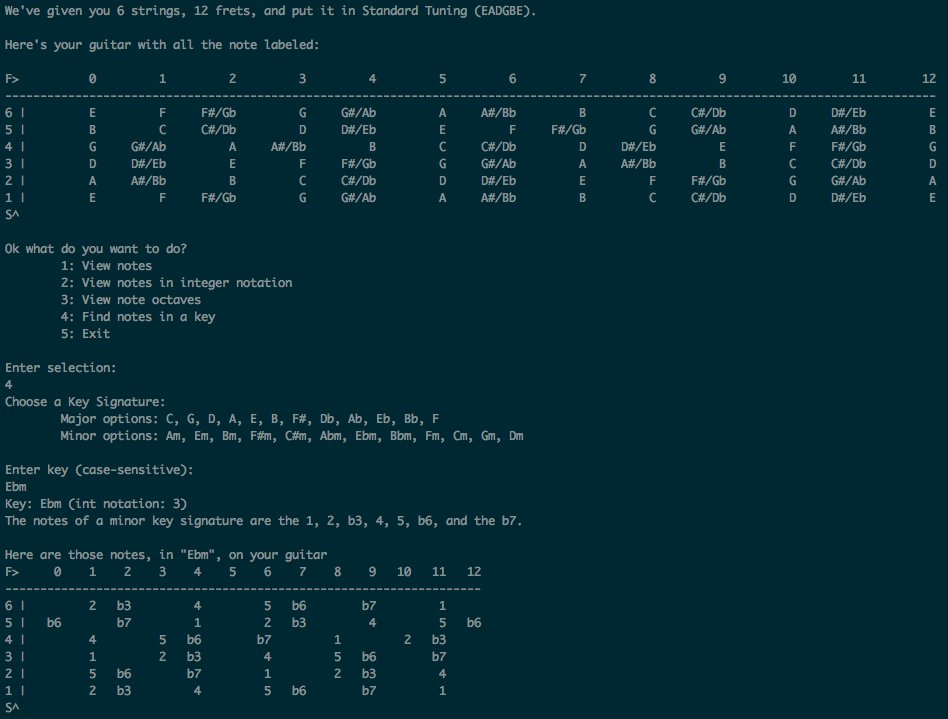 We've given you 6 strings, 12 frets, and put it in Standard Tuning (EADGBE).
Here's your guitar with all the note labeled:
F>         0        1        2        3        4        5        6        7        8        9        10        11        12
-------------------------------------------------------------------------------------------------------------------------------------
6 |        E        F        F#/Gb        G        G#/Ab        A        A#/Bb        B        C        C#/Db        D        D#/Eb        E
5 |        B        C        C#/Db        D        D#/Eb        E        F        F#/Gb        G        G#/Ab        A        A#/Bb        B
4 |        G        G#/Ab        A        A#/Bb        B        C        C#/Db        D        D#/Eb        E        F        F#/Gb        G
3 |        D        D#/Eb        E        F        F#/Gb        G        G#/Ab        A        A#/Bb        B        C        C#/Db        D
2 |        A        A#/Bb        B        C        C#/Db        D        D#/Eb        E        F        F#/Gb        G        G#/Ab        A
1 |        E        F        F#/Gb        G        G#/Ab        A        A#/Bb        B        C        C#/Db        D        D#/Eb        E
S^
Ok what do you want to do?
1: View notes
2: View notes in integer notation
3: View note octaves
4: Find notes in a key
5: Exit
Enter selection:
4
Choose a Key Signature:
Major options: C, G, D, A, E, B, F#, Db, Ab, Eb, Bb, F
Minor options: Am, Em, Bm, F#m, C#m, Abm, Ebm, Bbm, Fm, Cm, Gm, Dm
Enter key (case-sensitive):
Ebm
Key: Ebm (int notation: 3)
The notes of a minor key signature are the 1, 2, b3, 4, 5, b6, and the b7.
Here are those notes, in "Ebm", on your guitar
F>    0    1    2    3    4    5    6    7    8    9   10   11   12
--------------------------------------------------------------------
6 |        2   b3        4         5   b6        b7        1
5 |   b6       b7        1         2   b3         4        5   b6
4 |        4        5   b6        b7        1         2   b3
3 |        1        2   b3         4        5   b6       b7
2 |        5   b6       b7         1        2   b3        4
1 |        2   b3        4         5   b6        b7        1
S^